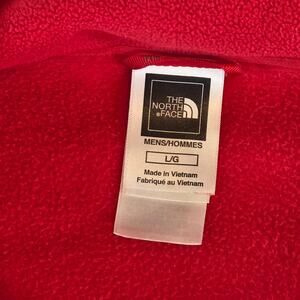 THE
NORTH
FACE
MENS/HOMMES
L/G
Made in Vietnam
Fabriqué au Vietnam